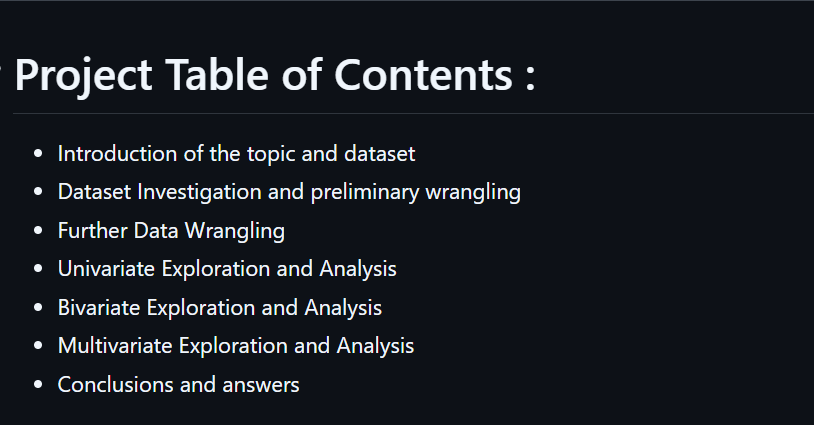 Project Table of Contents :
Introduction of the topic and dataset
Dataset Investigation and preliminary wrangling
Further Data Wrangling
Univariate Exploration and Analysis
Bivariate Exploration and Analysis
Multivariate Exploration and Analysis
Conclusions and answers